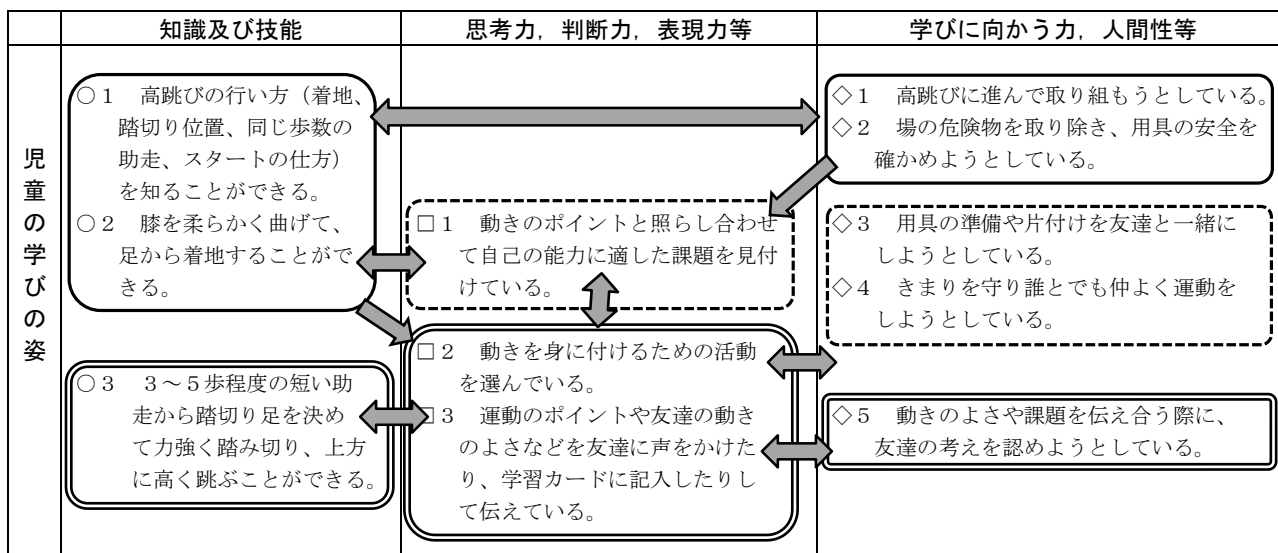 知識及び技能
思考力，判断力，表現力等
学びに向かう力，人間性等
児童の学びの姿
○１　高跳びの行い方（着地、
踏切り位置、同じ歩数の
助走、スタートの仕方）
を知ることができる。
○２　膝を柔らかく曲げて、
足から着地することがで
きる。
○３　３～５歩程度の短い助
走から踏切り足を決め
て力強く踏み切り、上方
に高く跳ぶことができる。
□１　動きのポイントと照らし合わせ
て自己の能力に適した課題を見付
けている。
□２　動きを身に付けるための活動
を選んでいる。
□３　運動のポイントや友達の動き
のよさなどを友達に声をかけた
り、学習カードに記入したりし
て伝えている。
◇１　高跳びに進んで取り組もうとしている。
◇２　場の危険物を取り除き、用具の安全を
確かめようとしている。
◇３　用具の準備や片付けを友達と一緒に
しようとしている。
◇４　きまりを守り誰とでも仲よく運動を
しようとしている。
◇５　動きのよさや課題を伝え合う際に、
友達の考えを認めようとしている。